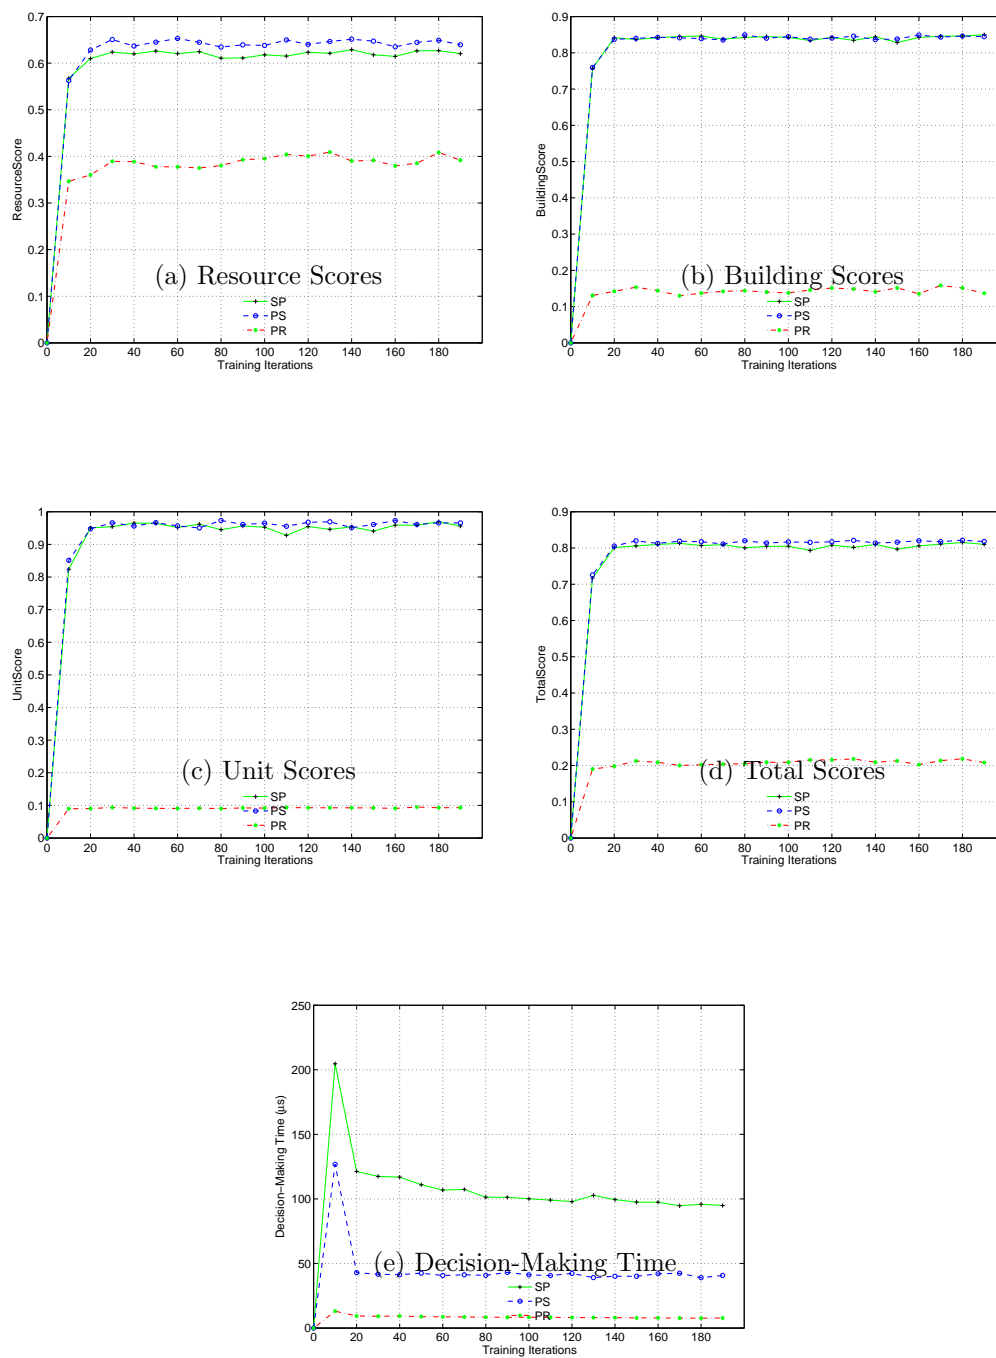 0.7
0.6
0.5
0.4
0.3
0.2
0.1
0
ResourceScore
0 20 40 60 80 100 120 140 160 180
Training Iterations
SP
PS
PR
(a) Resource Scores
0.9
0.8
0.7
0.6
0.5
0.4
0.3
0.2
0.1
0
BuildingScore
0 20 40 60 80 100 120 140 160 180
Training Iterations
SP
PS
PR
(b) Building Scores
1
0.9
0.8
0.7
0.6
0.5
0.4
0.3
0.2
0.1
0
UnitScore
0 20 40 60 80 100 120 140 160 180
Training Iterations
SP
PS
PR
(c) Unit Scores
0.9
0.8
0.7
0.6
0.5
0.4
0.3
0.2
0.1
0
TotalScore
0 20 40 60 80 100 120 140 160 180
Training Iterations
SP
PS
PR
(d) Total Scores
250
200
150
100
50
0
Decision−Making Time (μs)
0 20 40 60 80 100 120 140 160 180
Training Iterations
SP
PS
PR
(e) Decision-Making Time